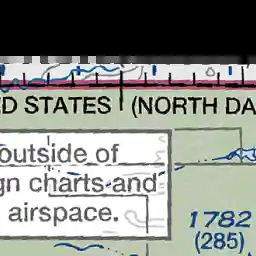 D STATES (NORTH DA
outside of
gn charts and
airspace.
1782
(285)